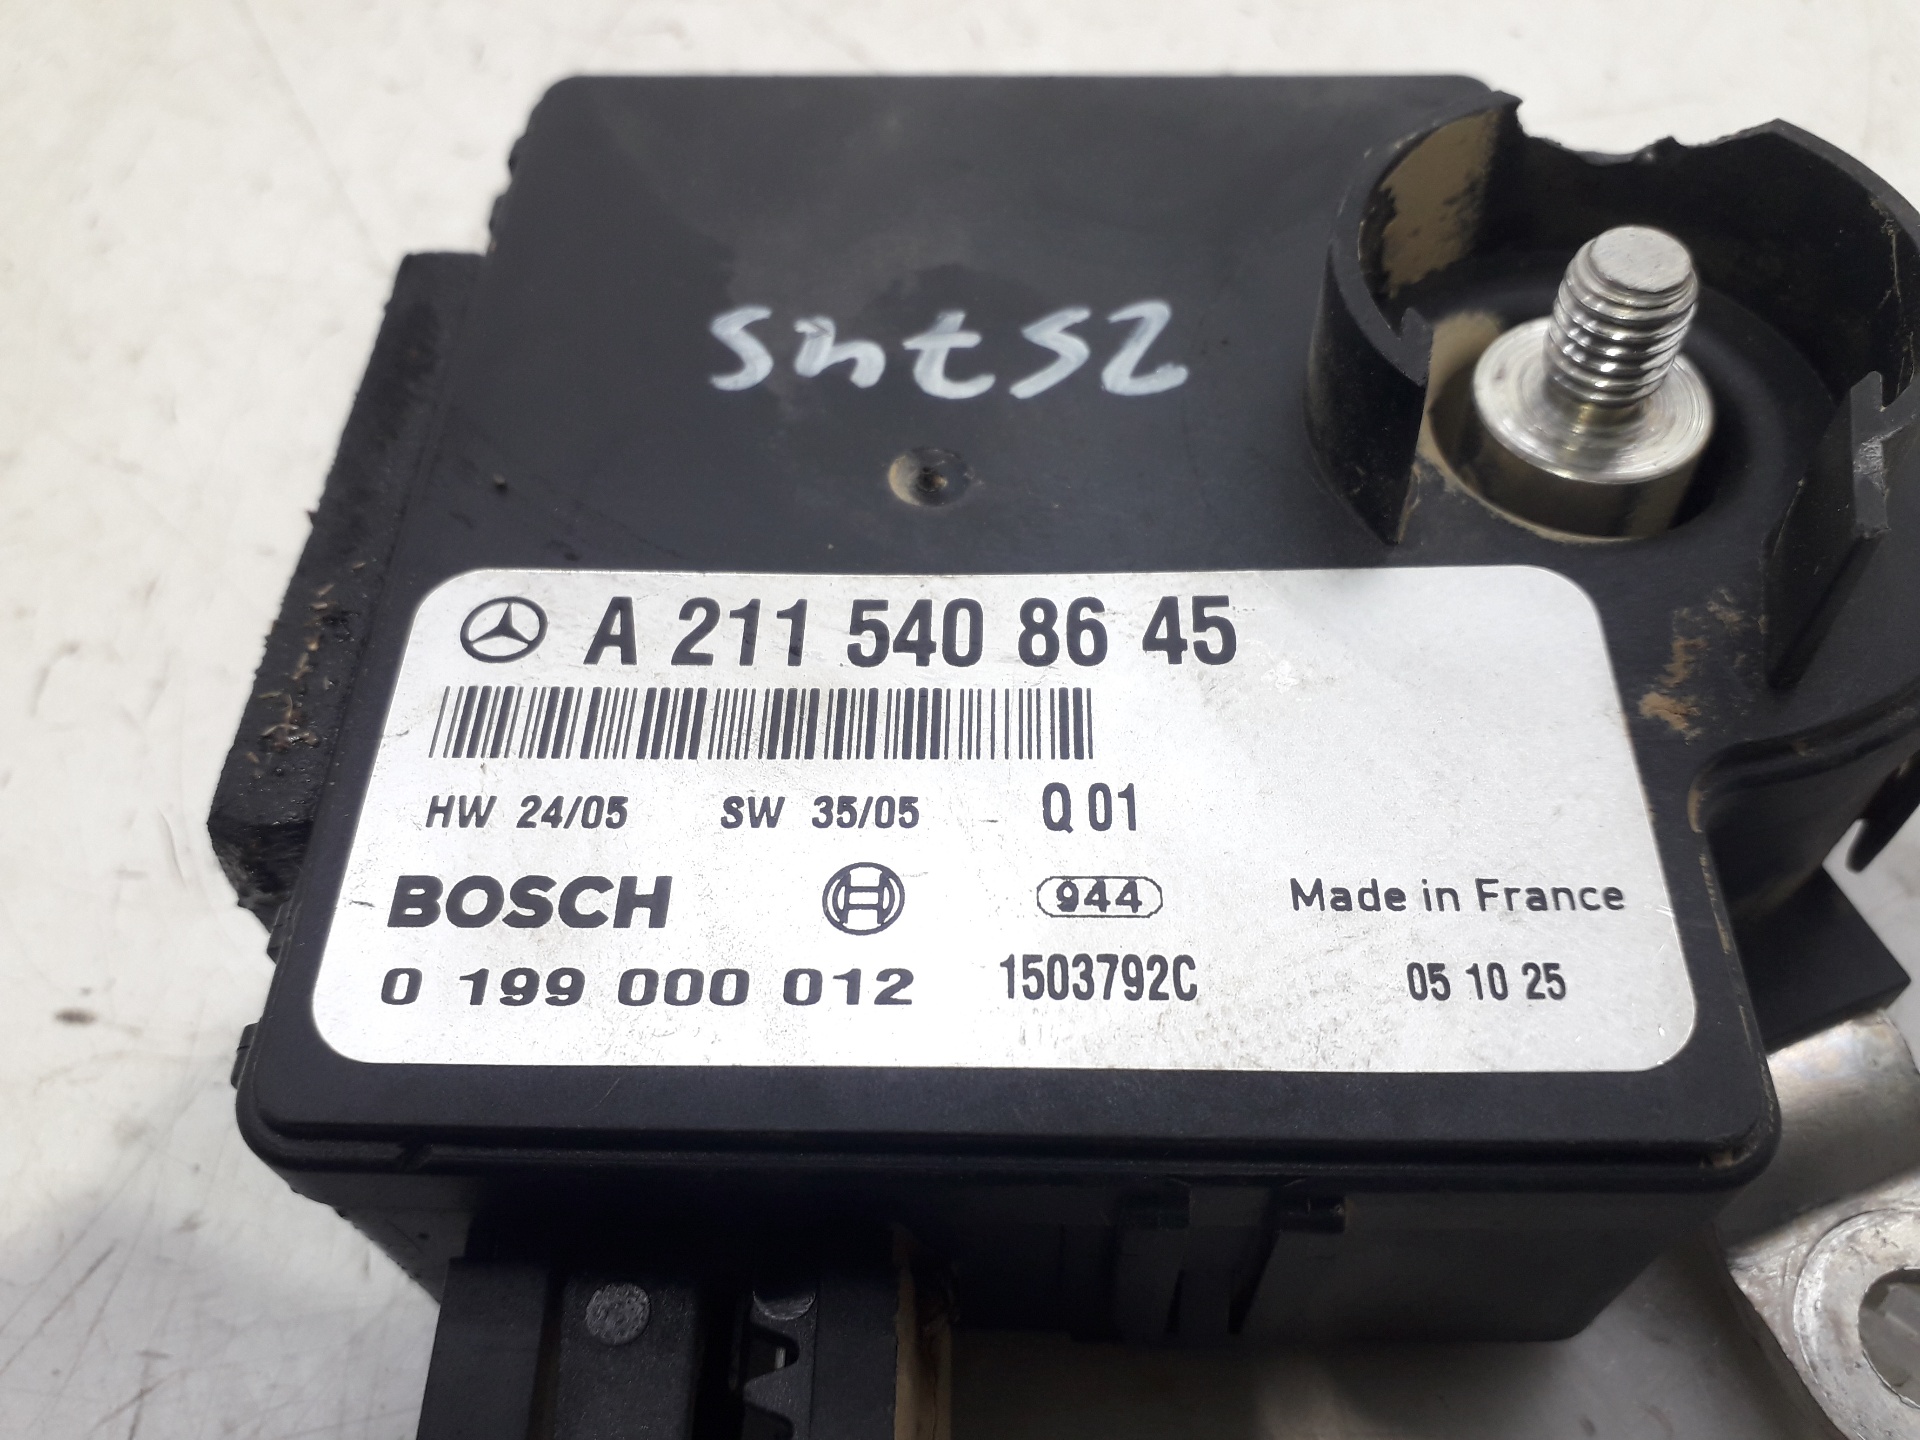 25745
A 211 540 86 45
HW 24/05 SW 35/05 Q 01
BOSCH 944 Made in France
0 199 000 012 1503792C 05 10 25